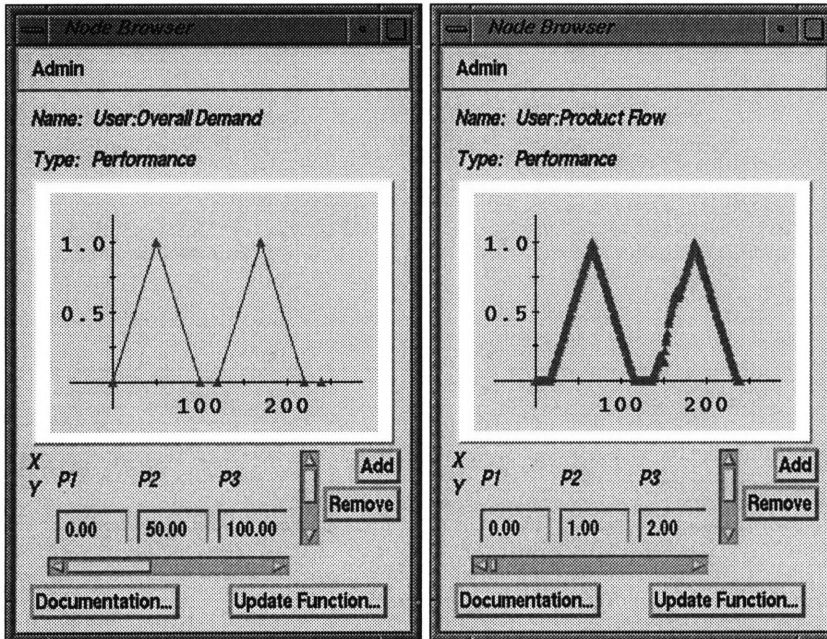 Node Browser
Admin
Name: User:Overall Demand
Type: Performance
1.0
0.5
100 200
X
Y P1 P2 P3
Add
Remove
0.00 50.00 100.00
Documentation... Update Function...
Node Browser
Admin
Name: User:Product Flow
Type: Performance
1.0
0.5
100 200
X
Y P1 P2 P3
Add
Remove
0.00 1.00 2.00
Documentation... Update Function...